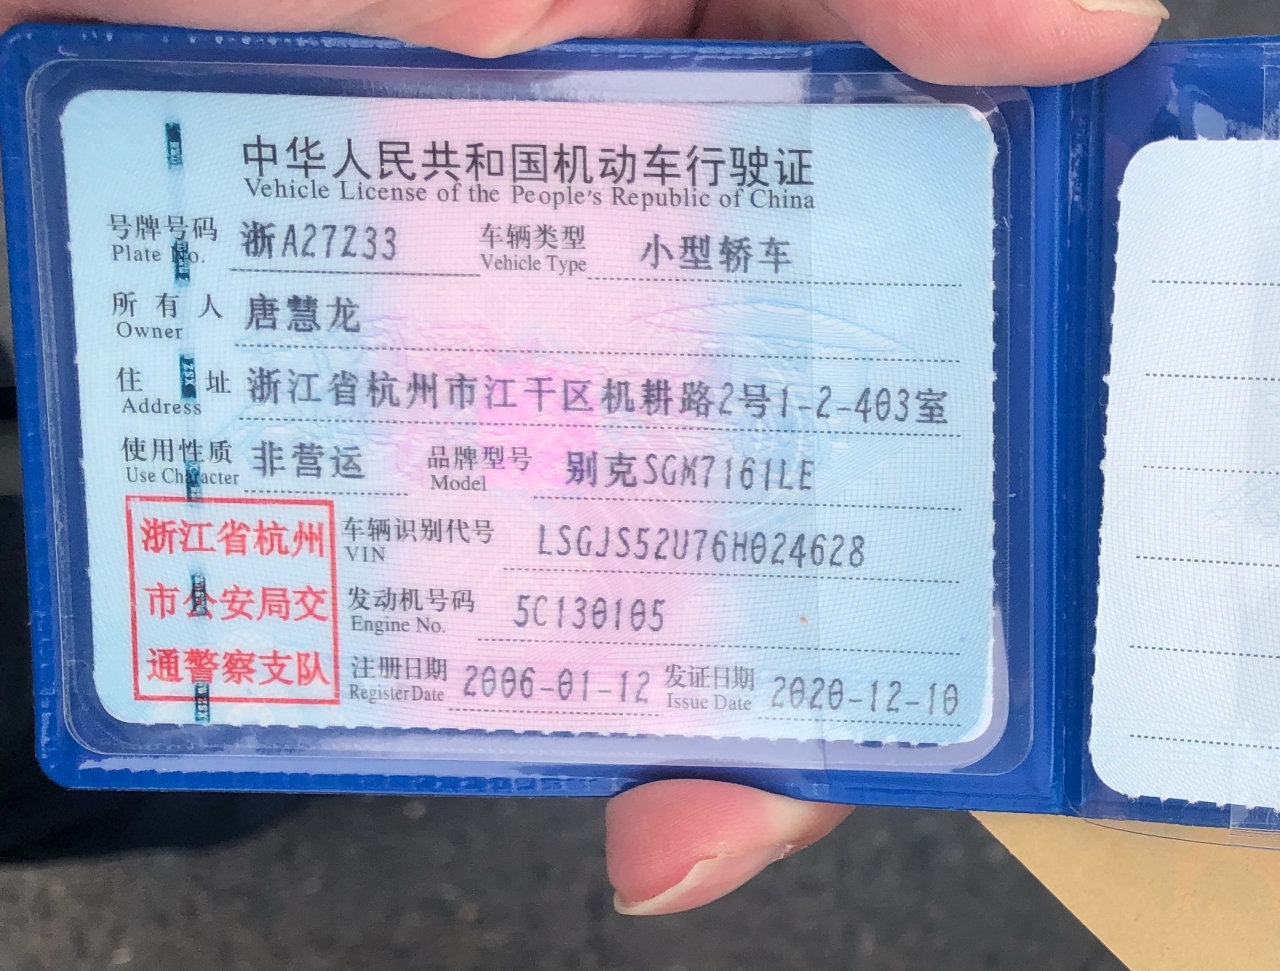 中华人民共和国机动车行驶证
Vehicle License of the People's Republic of China
号牌号码 浙A27Z33 车辆类型 小型轿车
Plate No. Vehicle Type
所有人 唐慧龙
Owner
住址 浙江省杭州市江干区机耕路2号1-2-403室
Address
使用性质 非营运 品牌型号 别克SGM7161LE
Use Character Model
浙江省杭州
市公安局交
通警察支队
车辆识别代号 LSGJS52U76H024628
VIN
发动机号码 5C130105
Engine No.
注册日期 2006-01-12 发证日期 2020-12-10
Register Date Issue Date